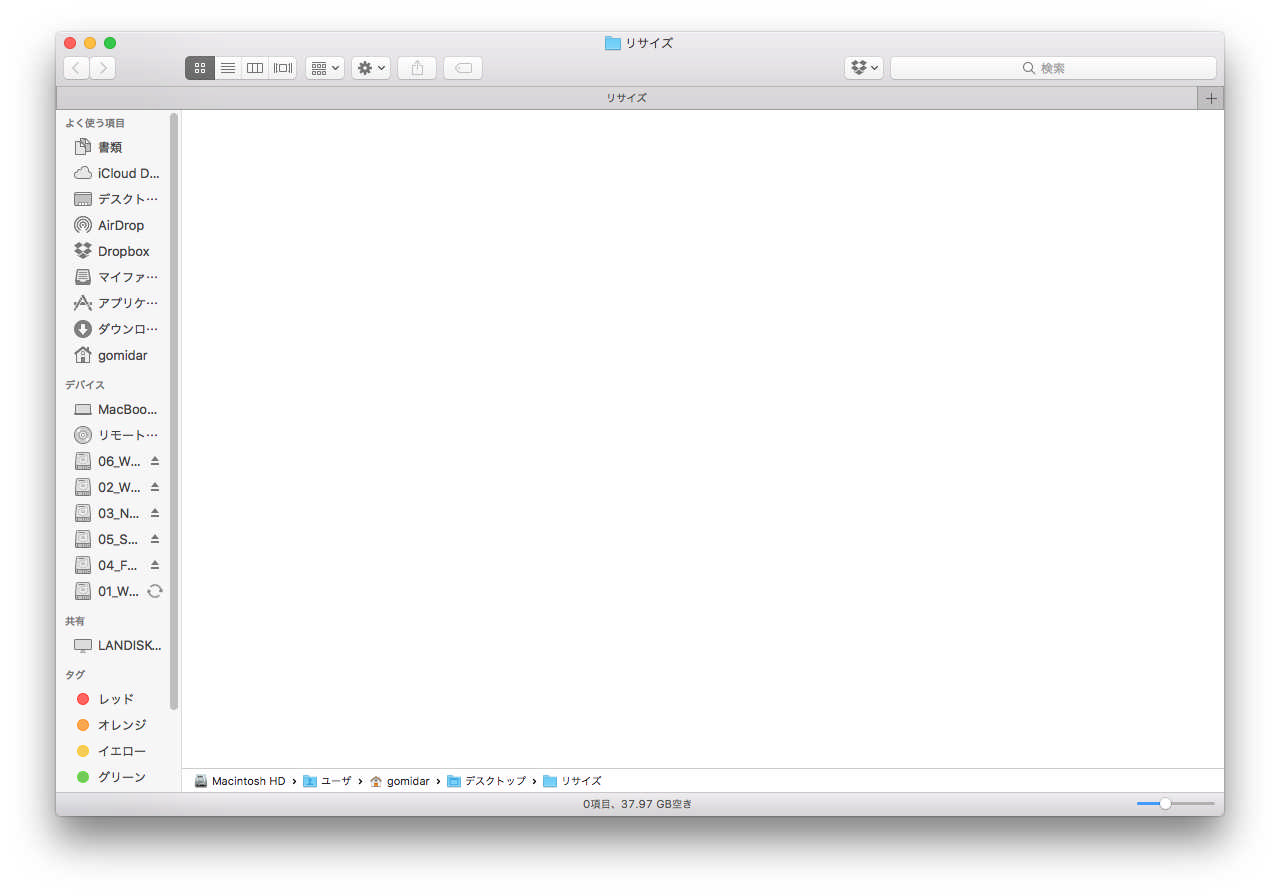 リサイズ
検索
リサイズ
よく使う項目
書類
iCloud D...
デスクト…
AirDrop
Dropbox
マイファ…
アプリケ…
ダウンロ…
gomidar
デバイス
MacBoo...
リモート…
06_W...
02_W...
03_N...
05_S...
04_F...
01_W...
共有
LANDISK...
タグ
レッド
オレンジ
イエロー
グリーン
Macintosh HD › ユーザ › gomidar › デスクトップ › リサイズ
0項目、37.97 GB空き